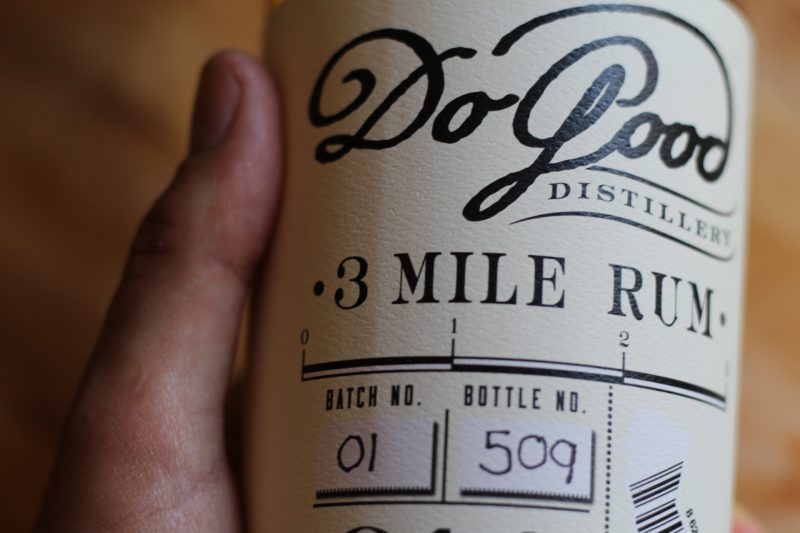 Do Good
DISTILLERY
·3 MILE RUM·
0 1 2
BATCH NO. BOTTLE NO.
01 509